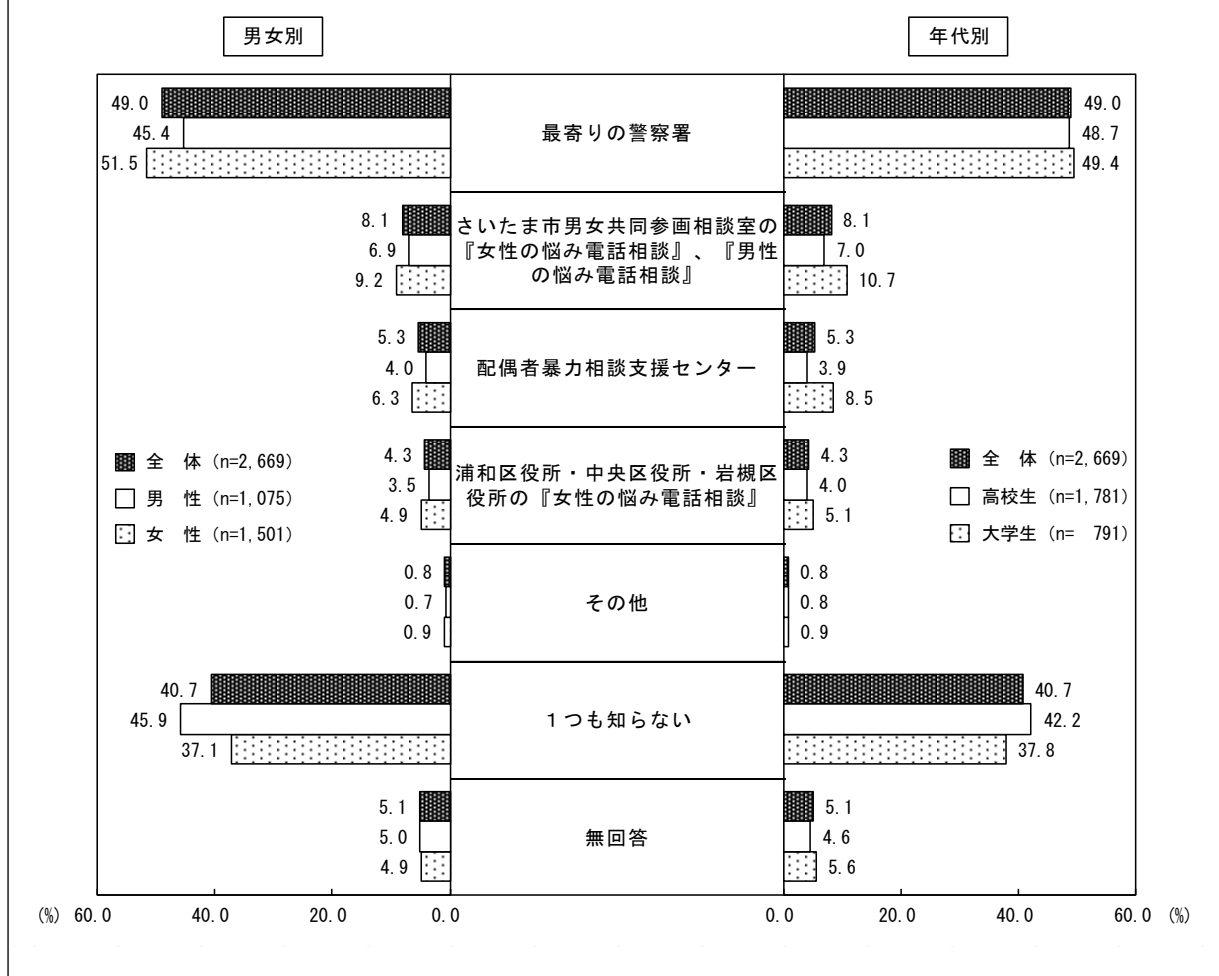 男女別
年代別
49.0
45.4
51.5
最寄りの警察署
49.0
48.7
49.4
8.1
6.9
9.2
さいたま市男女共同参画相談室の
『女性の悩み電話相談』、『男性
の悩み電話相談』
8.1
7.0
10.7
5.3
4.0
6.3
配偶者暴力相談支援センター
5.3
3.9
8.5
全　体 (n=2,669)
男　性 (n=1,075)
女　性 (n=1,501)
4.3
3.5
4.9
浦和区役所・中央区役所・岩槻区
役所の『女性の悩み電話相談』
4.3
4.0
5.1
全　体 (n=2,669)
高校生 (n=1,781)
大学生 (n=　791)
0.8
0.7
0.9
その他
0.8
0.8
0.9
40.7
45.9
37.1
１つも知らない
40.7
42.2
37.8
5.1
5.0
4.9
無回答
5.1
4.6
5.6
(%) 60.0 40.0 20.0 0.0 0.0 20.0 40.0 60.0 (%)